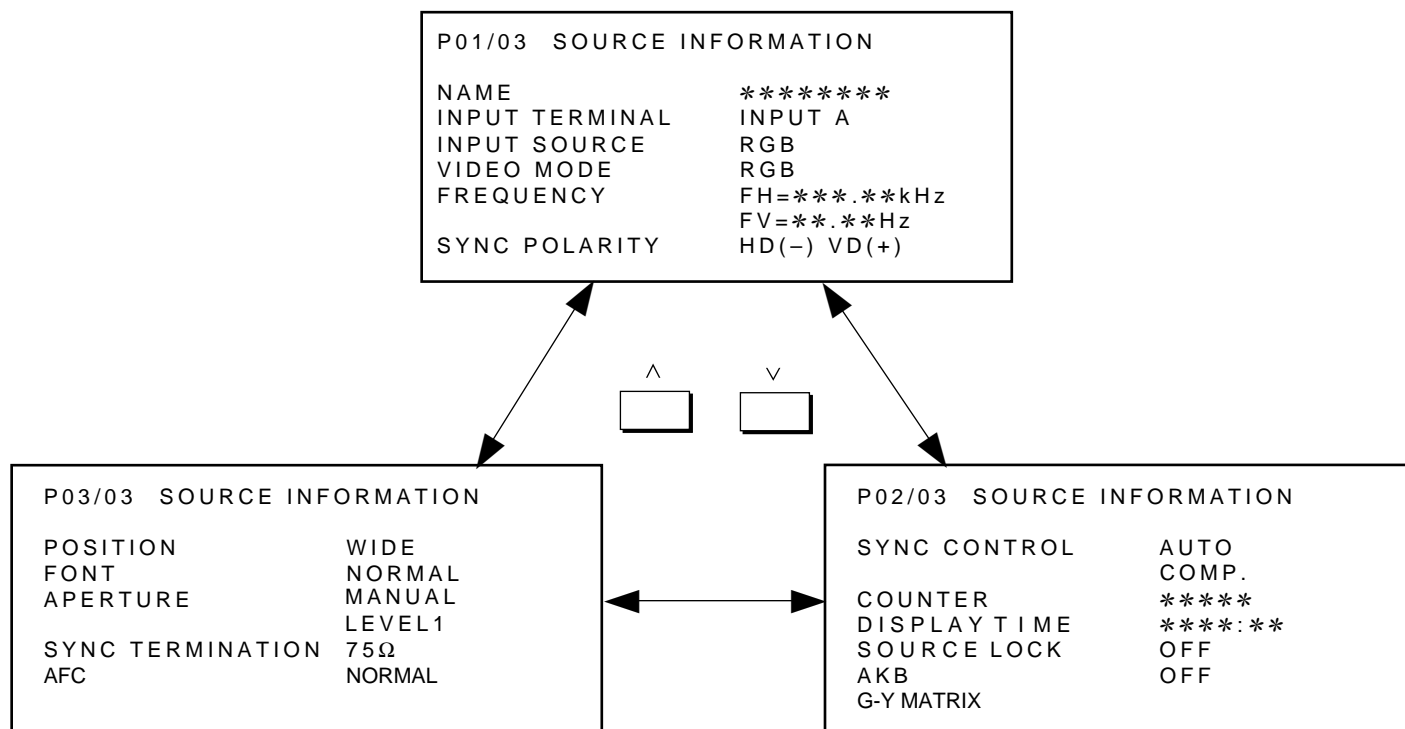 P01/03 SOURCE INFORMATION
NAME ********
INPUT TERMINAL INPUT A
INPUT SOURCE RGB
VIDEO MODE RGB
FREQUENCY FH=***.**kHz
FV=**.**Hz
SYNC POLARITY HD(–) VD(+)
P03/03 SOURCE INFORMATION
POSITION WIDE
FONT NORMAL
APERTURE MANUAL
LEVEL1
SYNC TERMINATION 75Ω
AFC NORMAL
P02/03 SOURCE INFORMATION
SYNC CONTROL AUTO
COMP.
COUNTER *****
DISPLAY TIME ****:**
SOURCE LOCK OFF
AKB OFF
G-Y MATRIX